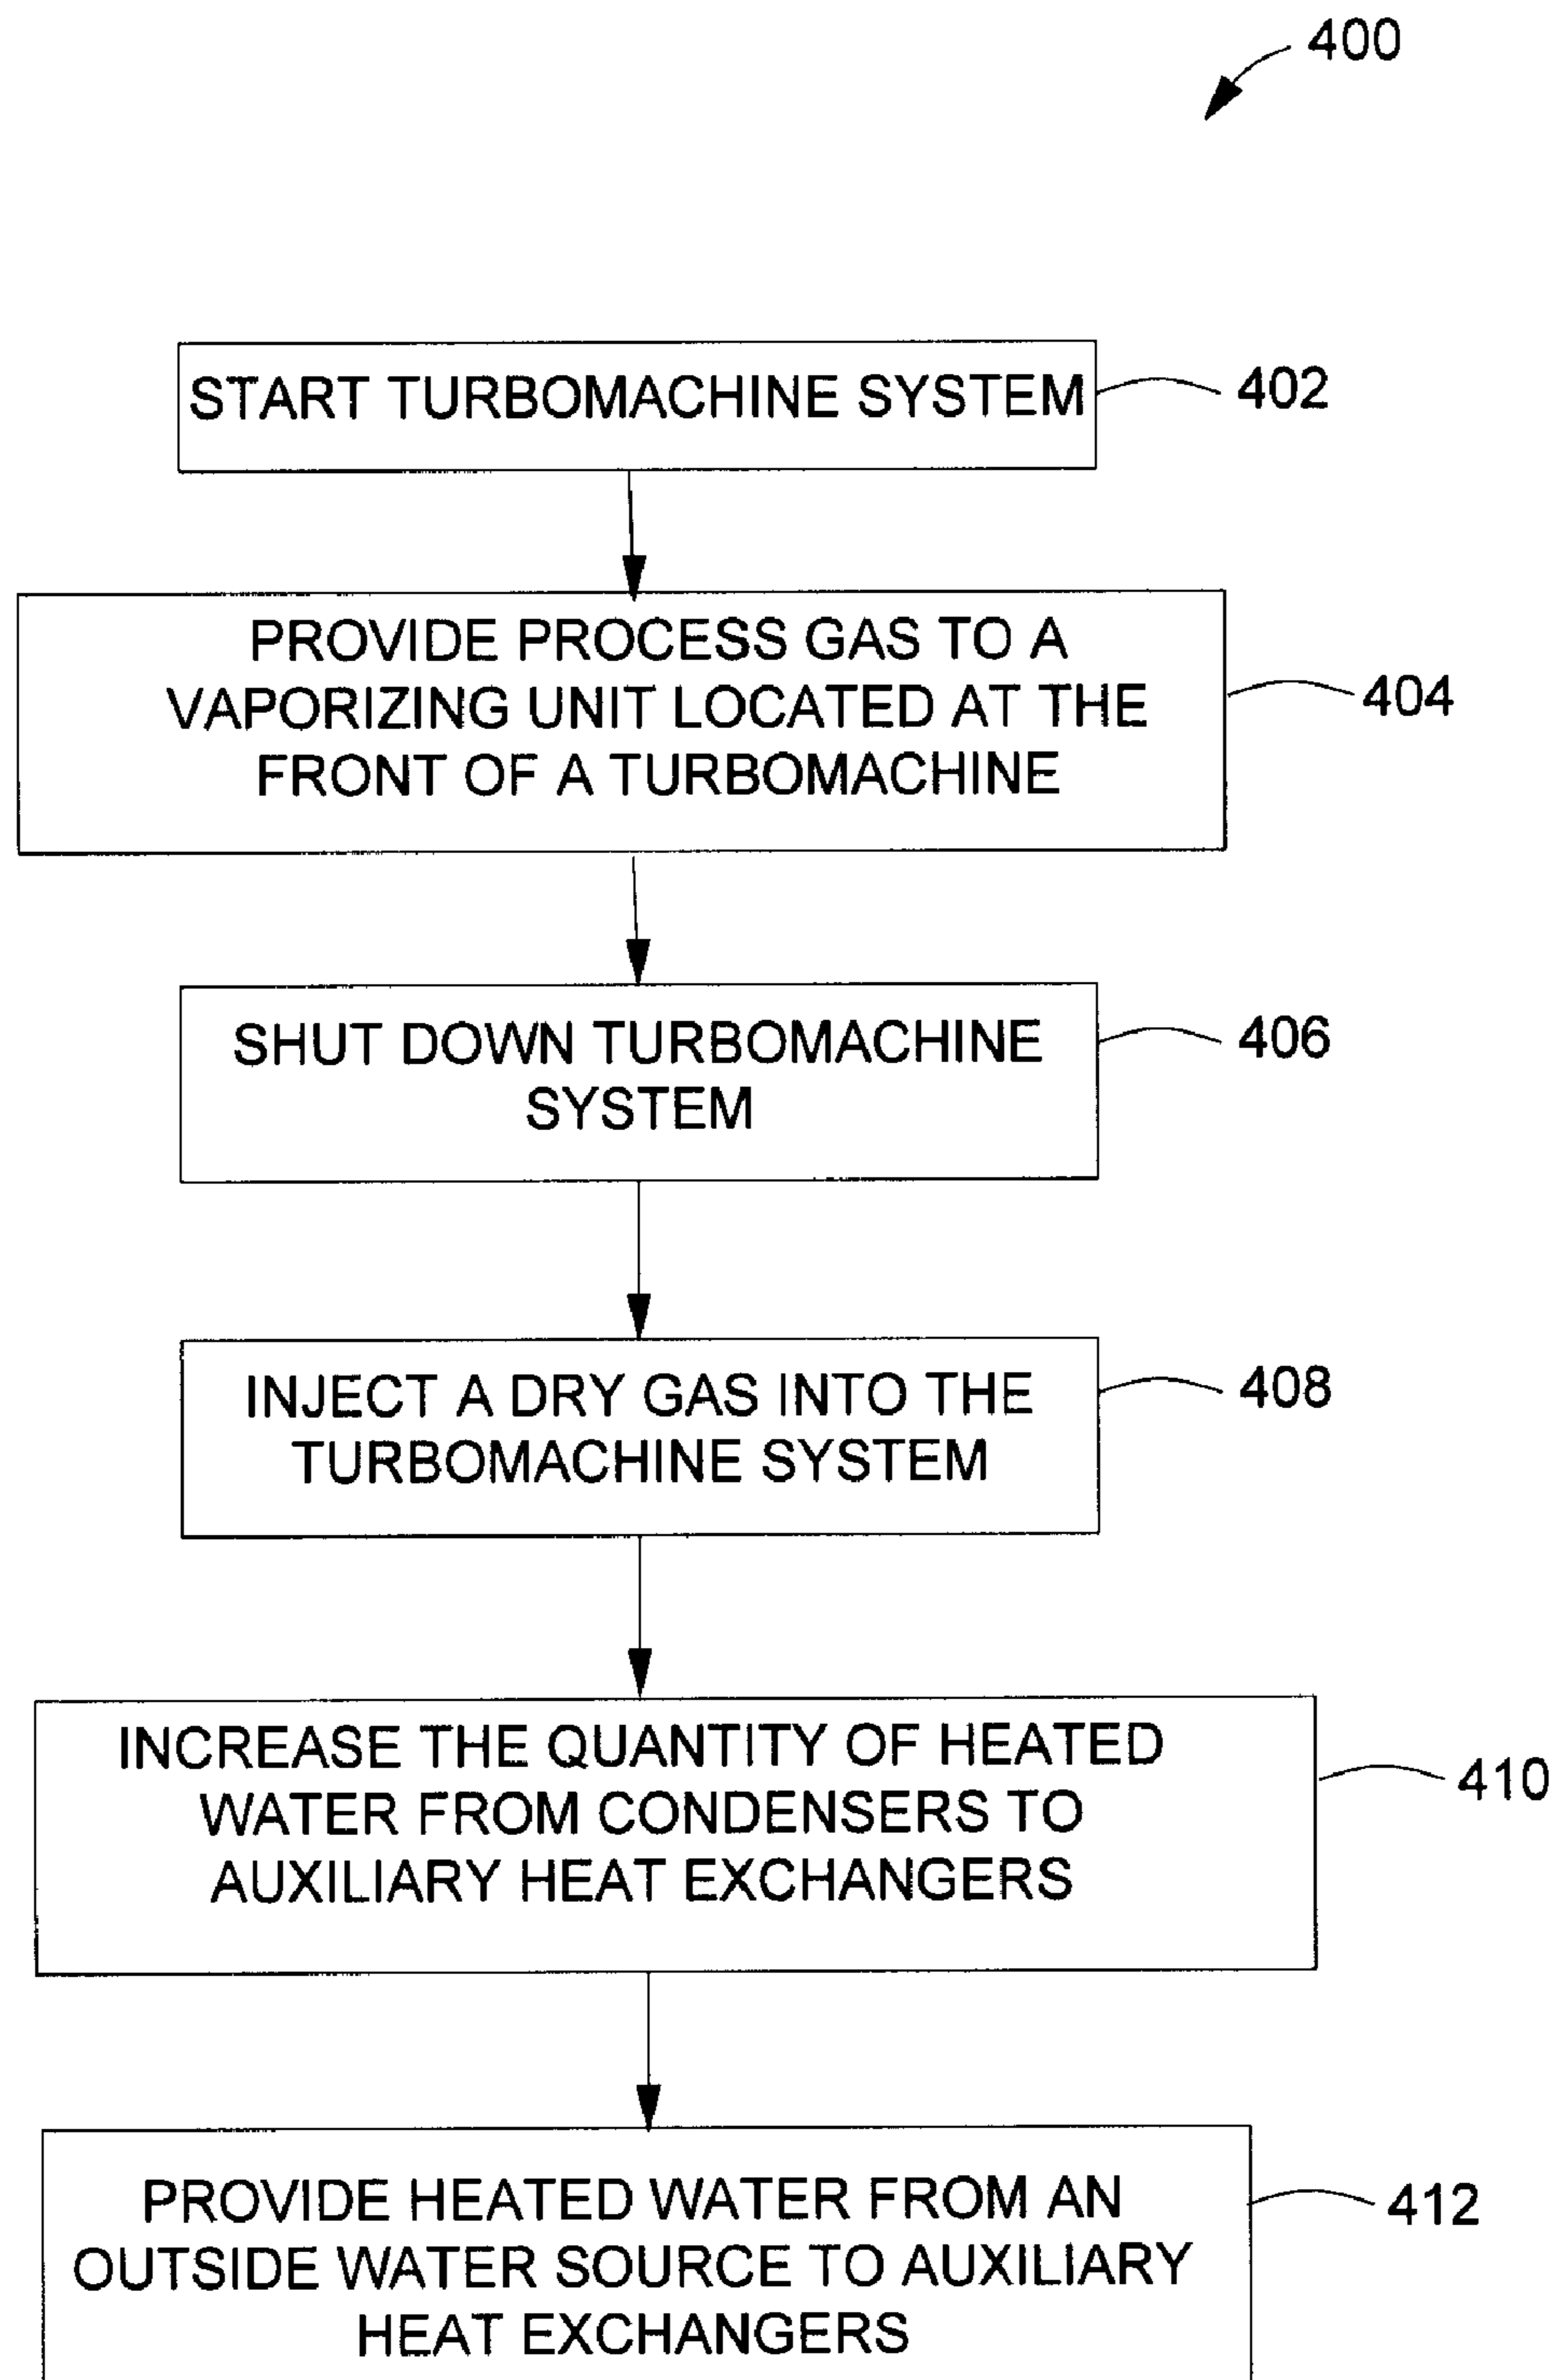 400
START TURBOMACHINE SYSTEM
402
PROVIDE PROCESS GAS TO A
VAPORIZING UNIT LOCATED AT THE
FRONT OF A TURBOMACHINE
404
SHUT DOWN TURBOMACHINE
SYSTEM
406
INJECT A DRY GAS INTO THE
TURBOMACHINE SYSTEM
408
INCREASE THE QUANTITY OF HEATED
WATER FROM CONDENSERS TO
AUXILIARY HEAT EXCHANGERS
410
PROVIDE HEATED WATER FROM AN
OUTSIDE WATER SOURCE TO AUXILIARY
HEAT EXCHANGERS
412